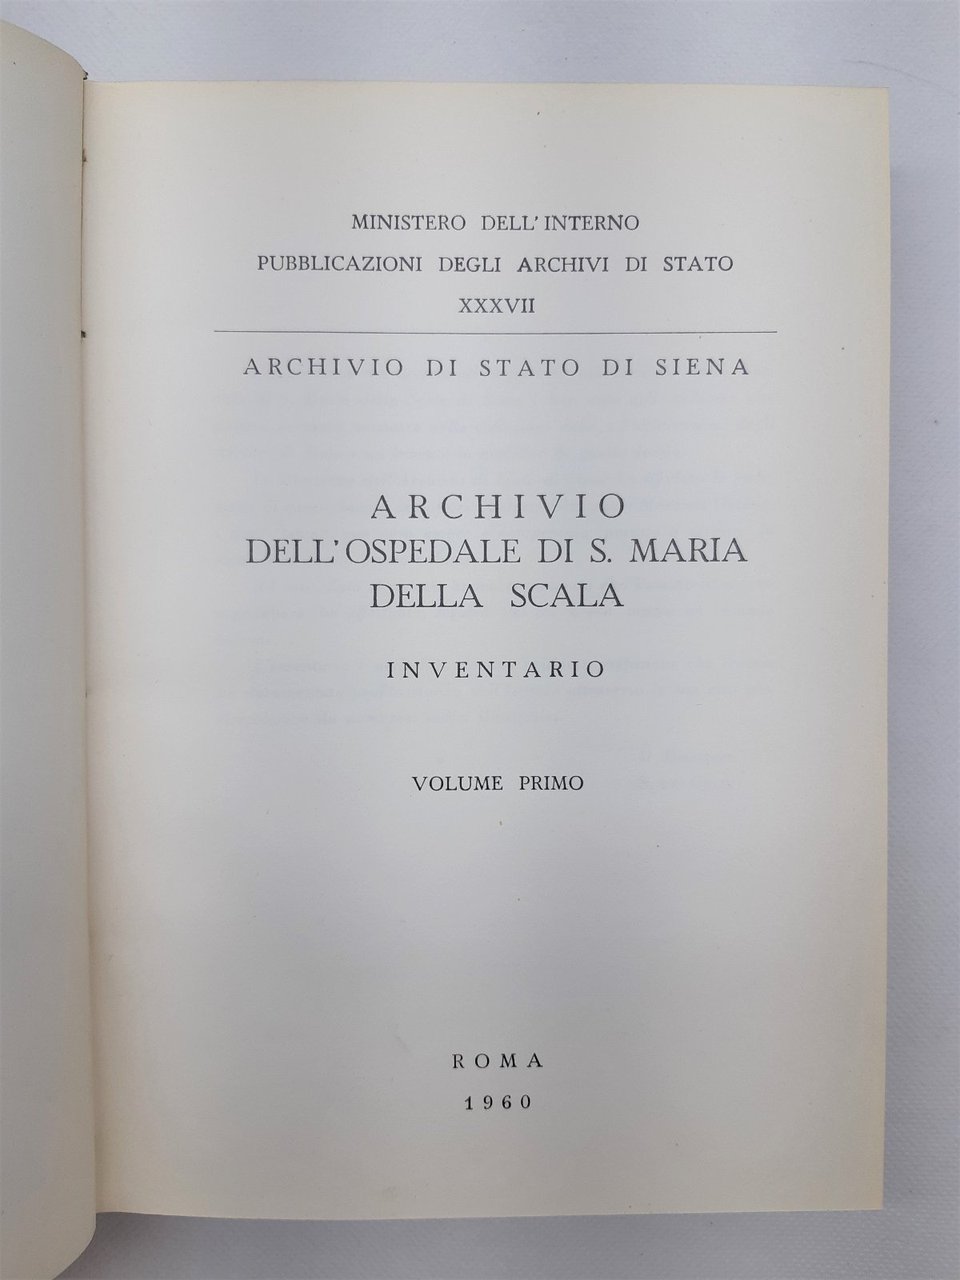 MINISTERO DELL'INTERNO
PUBBLICAZIONI DEGLI ARCHIVI DI STATO
XXXVII
ARCHIVIO DI STATO DI SIENA
ARCHIVIO
DELL'OSPEDALE DI S. MARIA
DELLA SCALA
INVENTARIO
VOLUME PRIMO
ROMA
1960